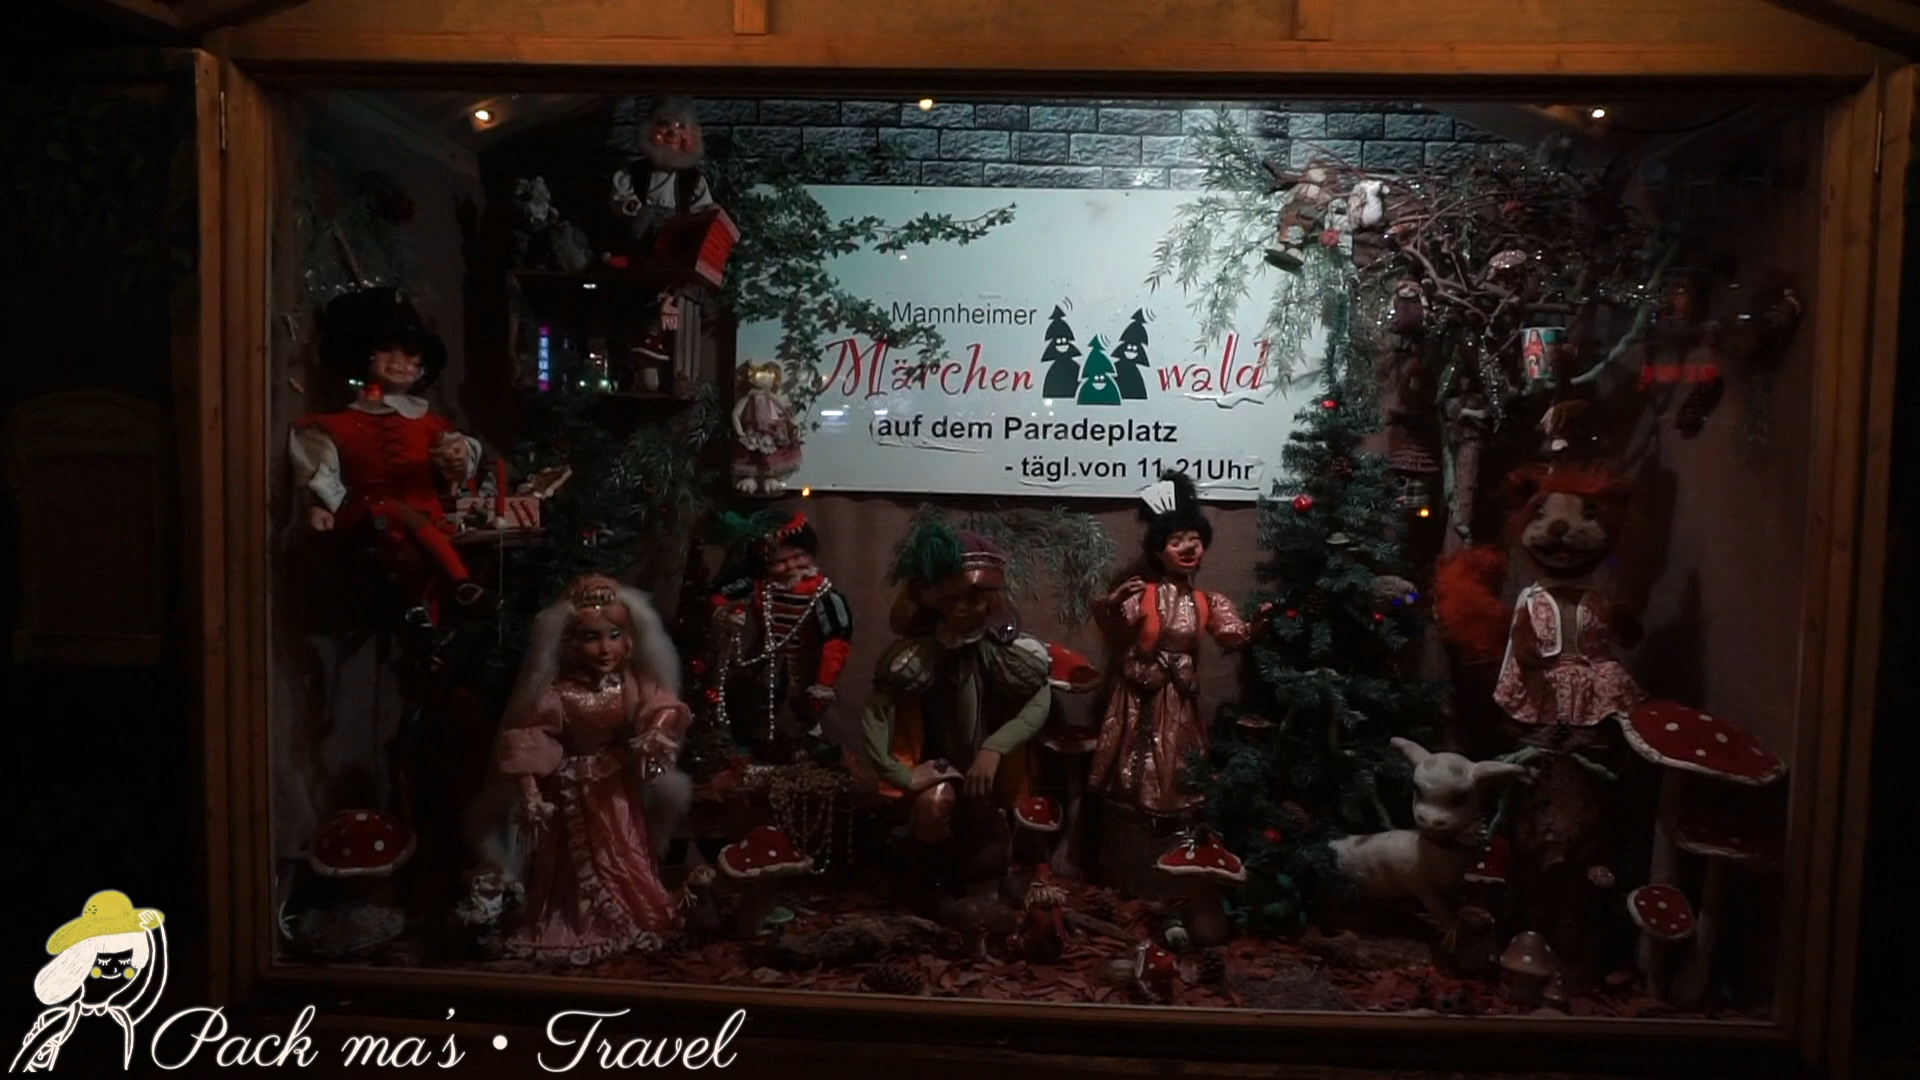 Mannheimer
Märchen wald
auf dem Paradeplatz
- tägl.von 11-21Uhr
Pack ma's • Travel